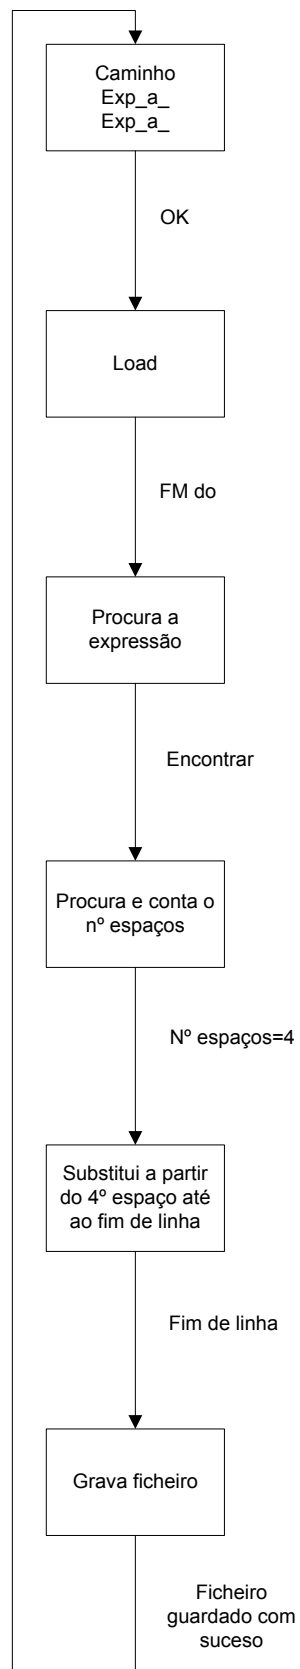 Caminho
Exp_a_
Exp_a_
OK
Load
FM do
Procura a
expressão
Encontrar
Procura e conta o
nº espaços
Nº espaços=4
Substitui a partir
do 4º espaço até
ao fim de linha
Fim de linha
Grava ficheiro
Ficheiro
guardado com
suceso